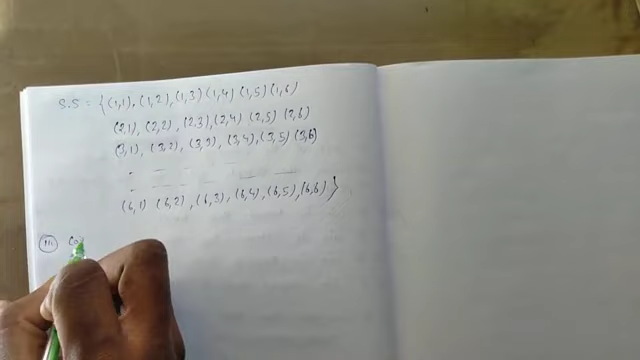 S.S = { (1,1), (1,2), (1,3) (1,4) (1,5) (1,6)
(2,1), (2,2), (2,3), (2,4) (2,5) (2,6)
(3,1), (3,2), (3,3), (3,4), (3,5) (3,6)
: — — — —
(6,1) (6,2), (6,3), (6,4), (6,5), (6,6) }
(iii) Co